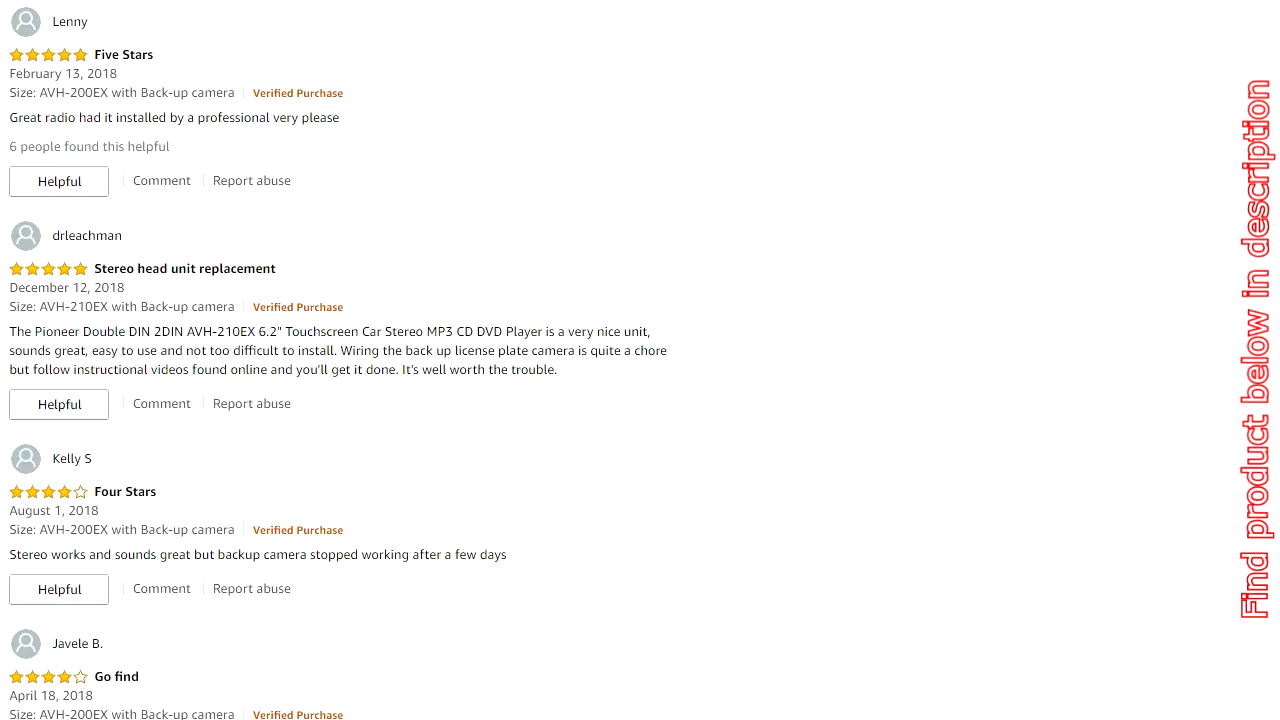 Lenny
Five Stars
February 13, 2018
Size: AVH-200EX with Back-up camera Verified Purchase
Great radio had it installed by a professional very please
6 people found this helpful
Helpful Comment Report abuse
drleachman
Stereo head unit replacement
December 12, 2018
Size: AVH-210EX with Back-up camera Verified Purchase
The Pioneer Double DIN 2DIN AVH-210EX 6.2" Touchscreen Car Stereo MP3 CD DVD Player is a very nice unit,
sounds great, easy to use and not too difficult to install. Wiring the back up license plate camera is quite a chore
but follow instructional videos found online and you'll get it done. It's well worth the trouble.
Helpful Comment Report abuse
Kelly S
Four Stars
August 1, 2018
Size: AVH-200EX with Back-up camera Verified Purchase
Stereo works and sounds great but backup camera stopped working after a few days
Helpful Comment Report abuse
Javele B.
Go find
April 18, 2018
Size: AVH-200EX with Back-up camera Verified Purchase
Find product below in description